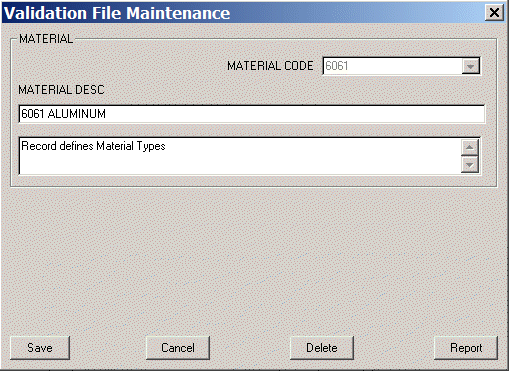 Validation File Maintenance
MATERIAL
MATERIAL CODE 6061
MATERIAL DESC
6061 ALUMINUM
Record defines Material Types
Save Cancel Delete Report